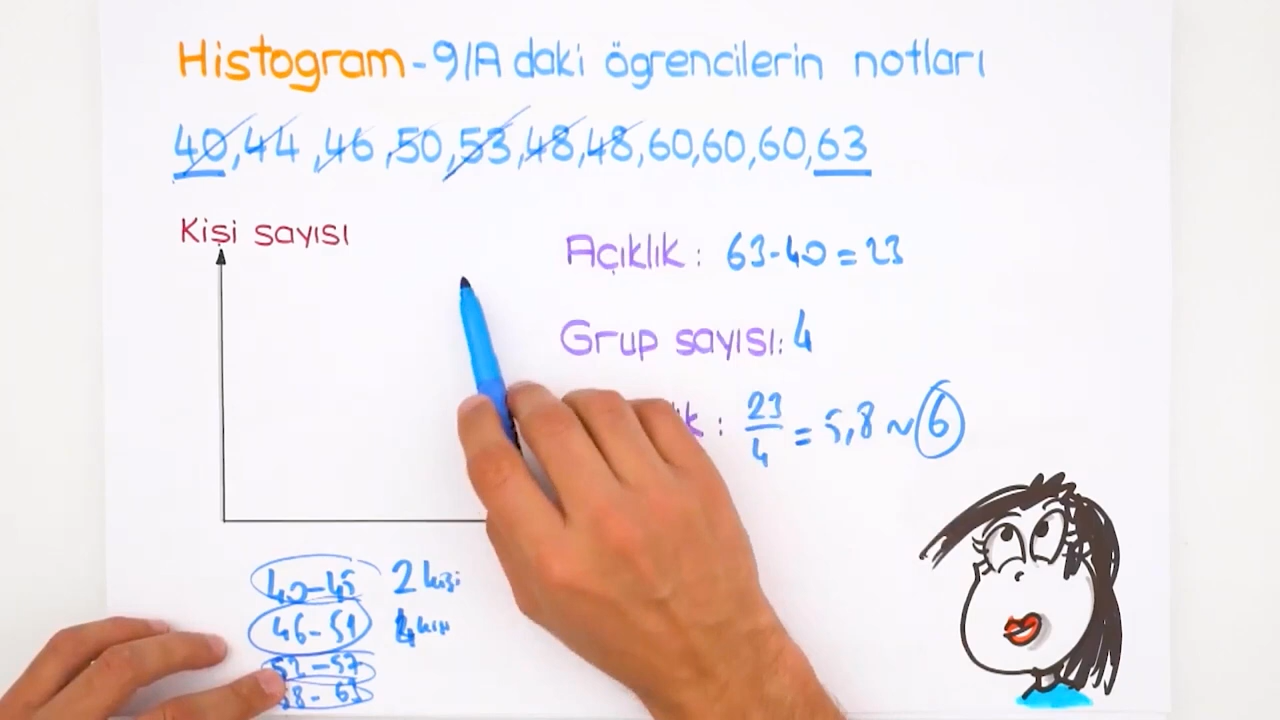 Histogram - 9/A daki öğrencilerin notları
40, 44, 46, 50, 53, 48, 48, 60, 60, 60, 63
Kişi sayısı
Açıklık : 63-40=23
Grup sayısı: 4
: 23/4 = 5,8 ~ 6
40-45 2 kişi
46-51 4 kişi
52-57
58-63